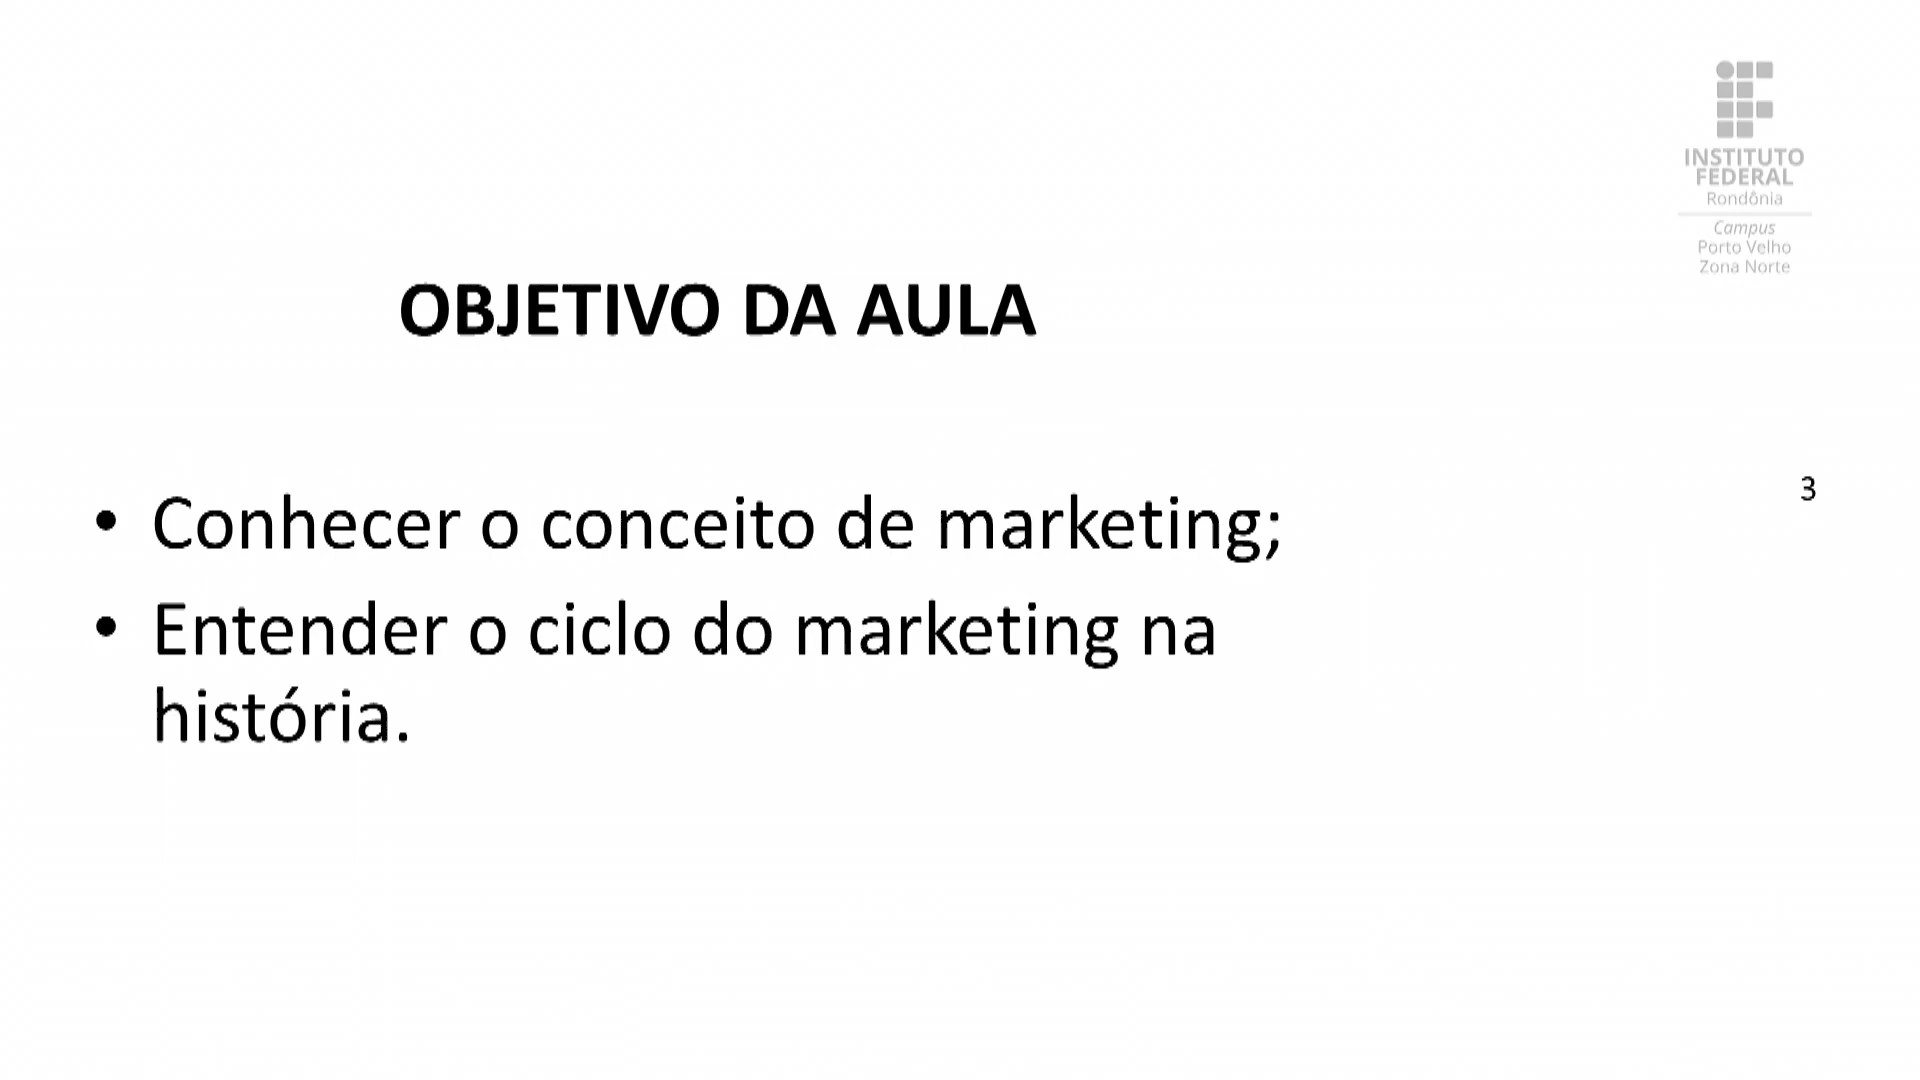 INSTITUTO
FEDERAL
Rondônia
Campus
Porto Velho
Zona Norte
OBJETIVO DA AULA
3
• Conhecer o conceito de marketing;
• Entender o ciclo do marketing na
história.